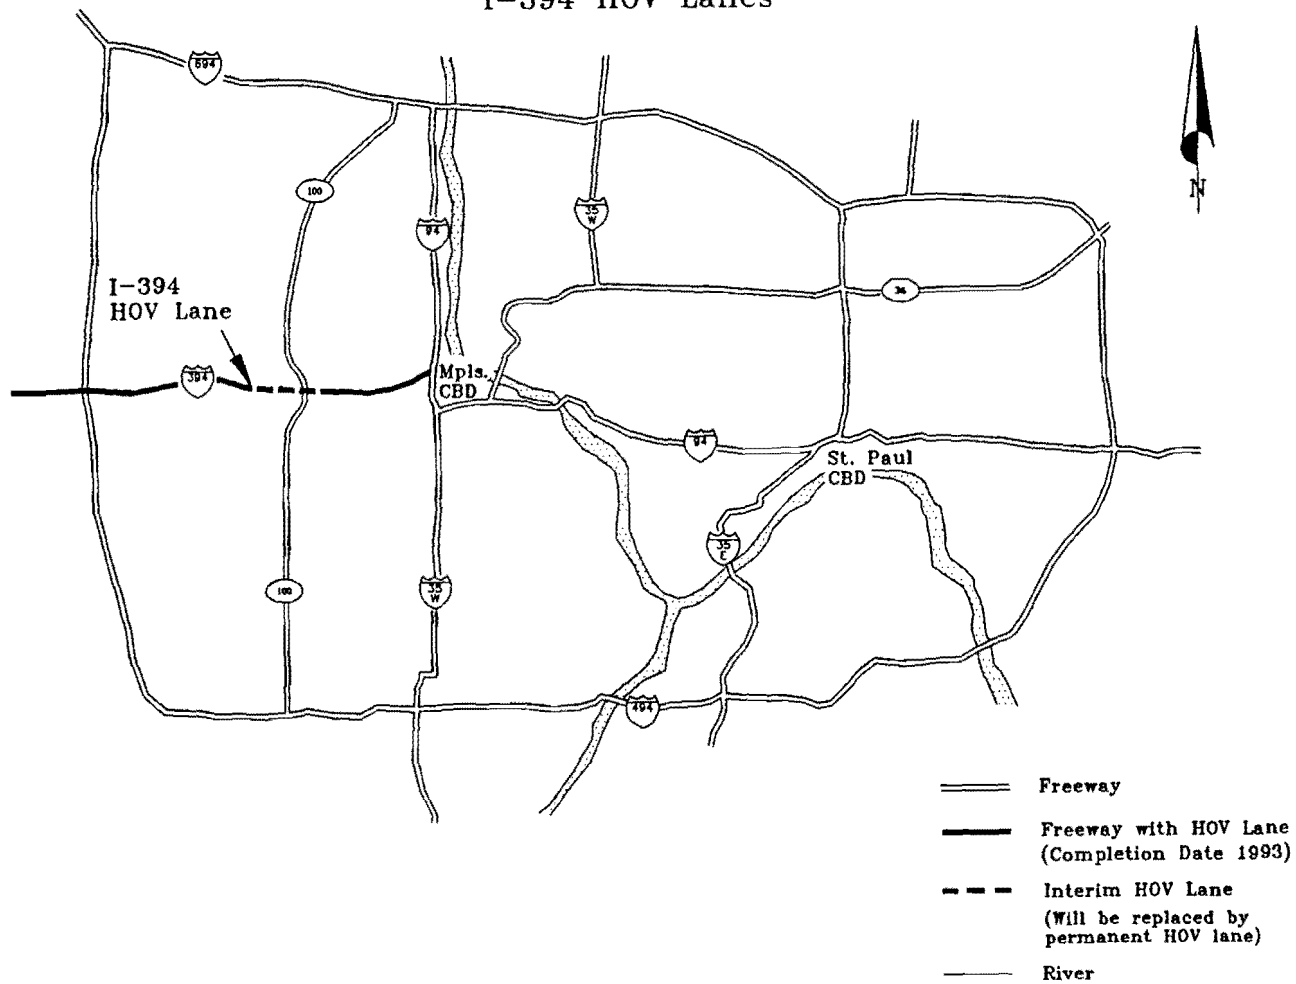 I-394 HOV Lanes
694
100
94
35
W
N
I-394
HOV Lane
36
394
Mpls.
CBD
94
St. Paul
CBD
35
E
100
35
W
494
Freeway
Freeway with HOV Lane
(Completion Date 1993)
Interim HOV Lane
(Will be replaced by
permanent HOV lane)
River